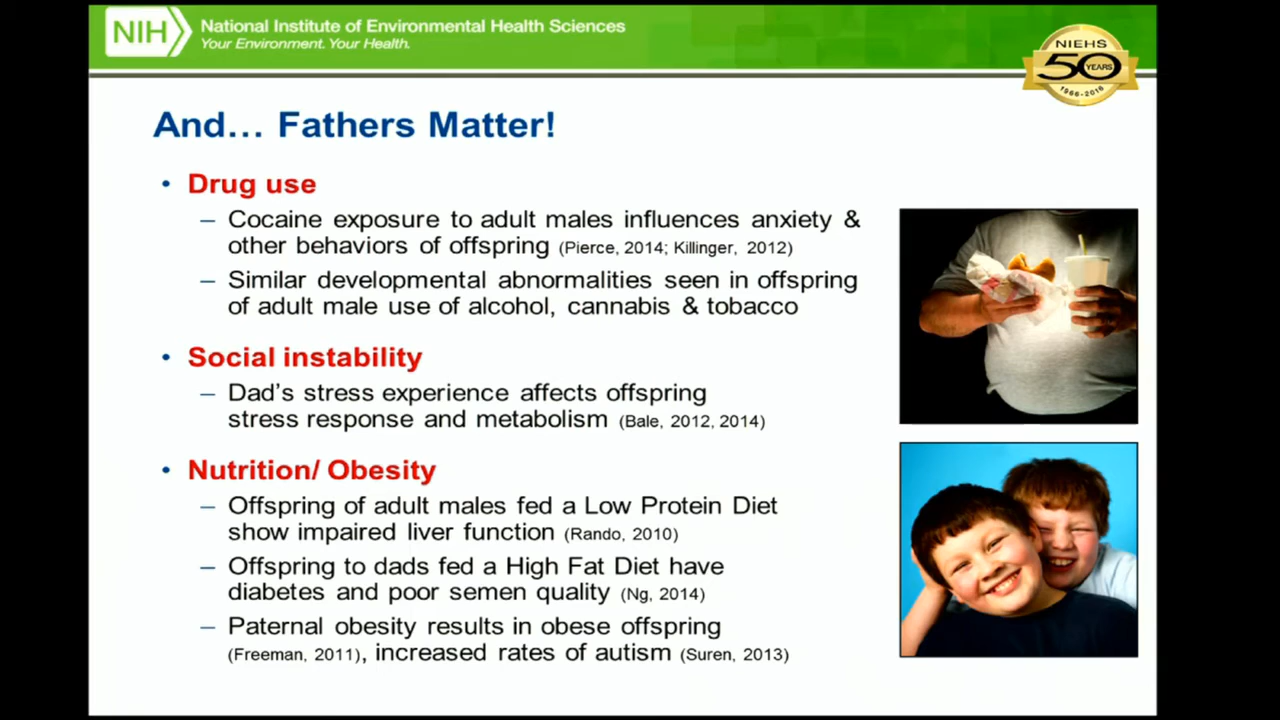 NIH
National Institute of Environmental Health Sciences
Your Environment. Your Health.
NIEHS
50
YEARS
1966-2016
And… Fathers Matter!
• Drug use
– Cocaine exposure to adult males influences anxiety &
other behaviors of offspring (Pierce, 2014; Killinger, 2012)
– Similar developmental abnormalities seen in offspring
of adult male use of alcohol, cannabis & tobacco
• Social instability
– Dad's stress experience affects offspring
stress response and metabolism (Bale, 2012, 2014)
• Nutrition/ Obesity
– Offspring of adult males fed a Low Protein Diet
show impaired liver function (Rando, 2010)
– Offspring to dads fed a High Fat Diet have
diabetes and poor semen quality (Ng, 2014)
– Paternal obesity results in obese offspring
(Freeman, 2011), increased rates of autism (Suren, 2013)